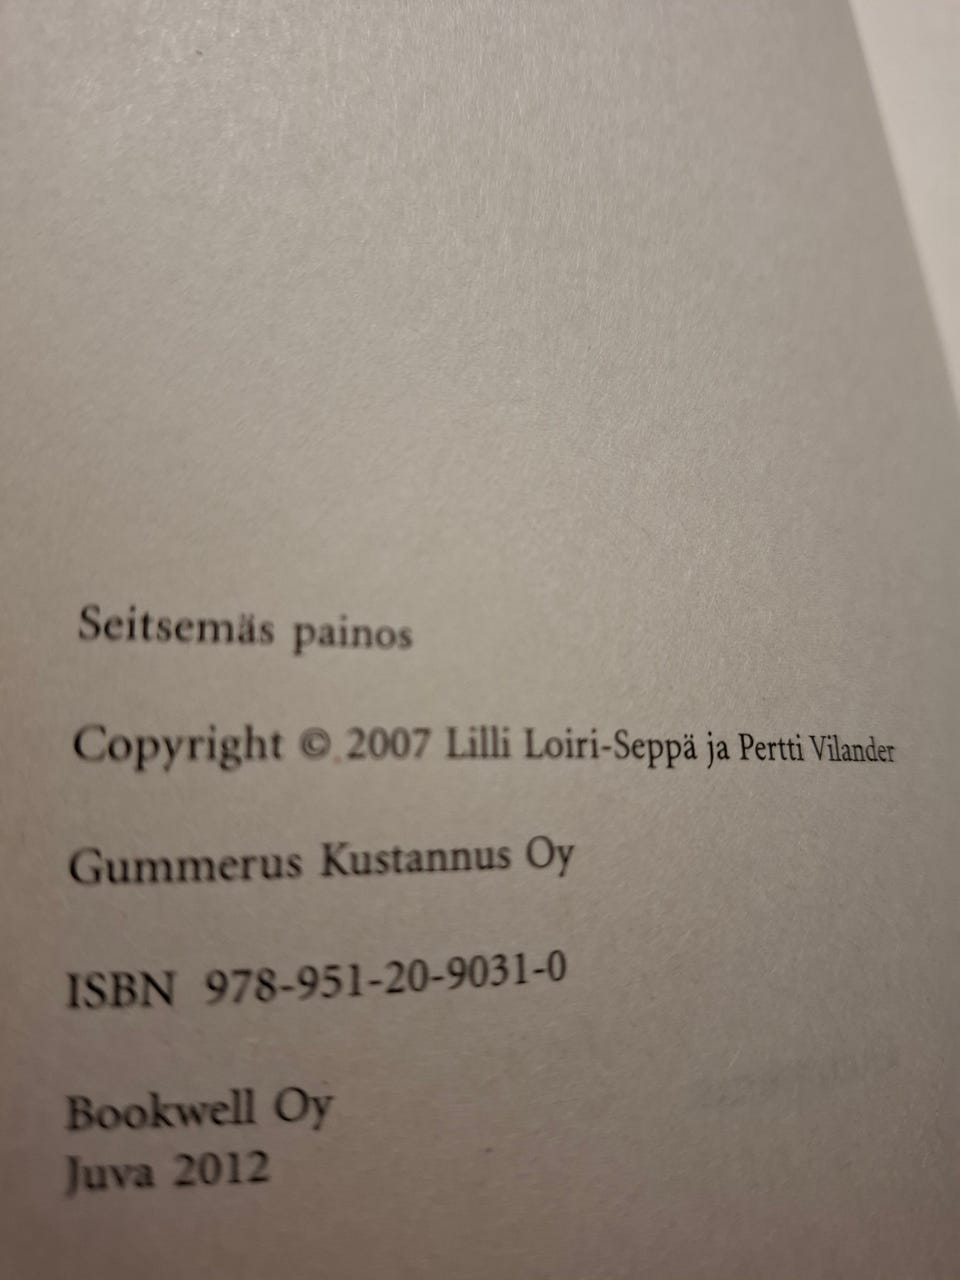 Seitsemäs painos
Copyright © 2007 Lilli Loiri-Seppä ja Pertti Vilander
Gummerus Kustannus Oy
ISBN 978-951-20-9031-0
Bookwell Oy
Juva 2012